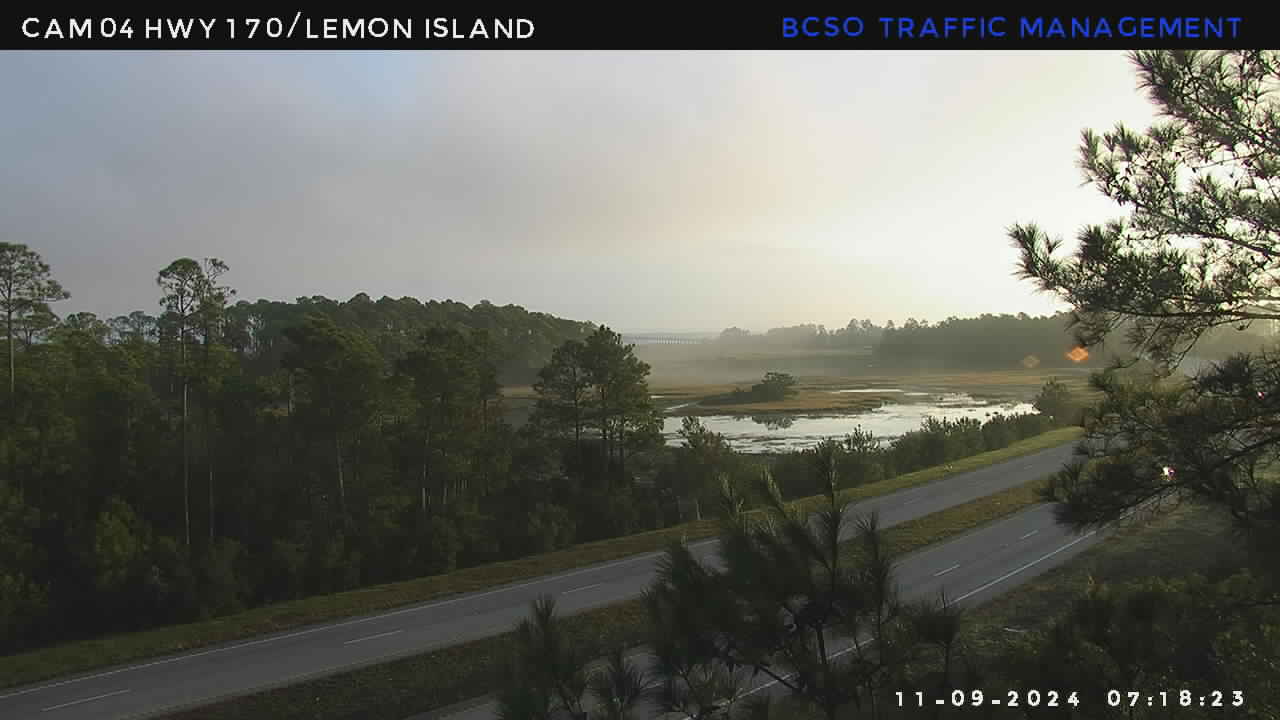 CAM04 HWY 170/LEMON ISLAND
BCSO TRAFFIC MANAGEMENT
11-09-2024 07:18:23